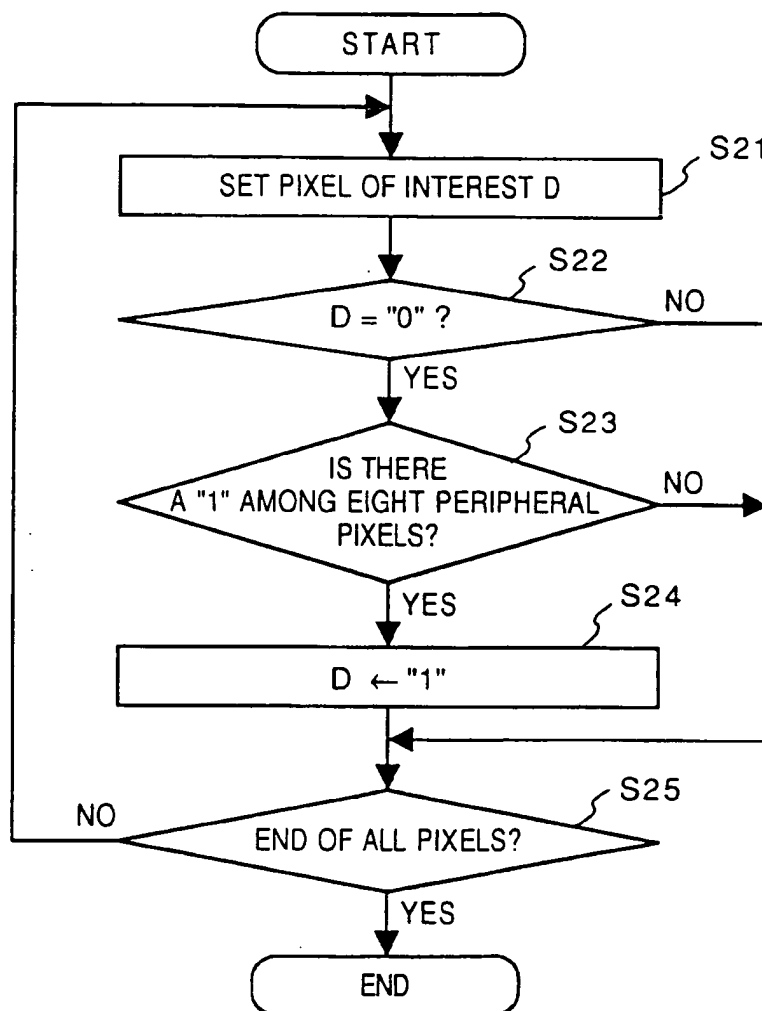 START
S21
SET PIXEL OF INTEREST D
S22
D = "0" ?
NO
YES
S23
IS THERE
A "1" AMONG EIGHT PERIPHERAL
PIXELS?
NO
YES
S24
D ← "1"
S25
NO
END OF ALL PIXELS?
YES
END